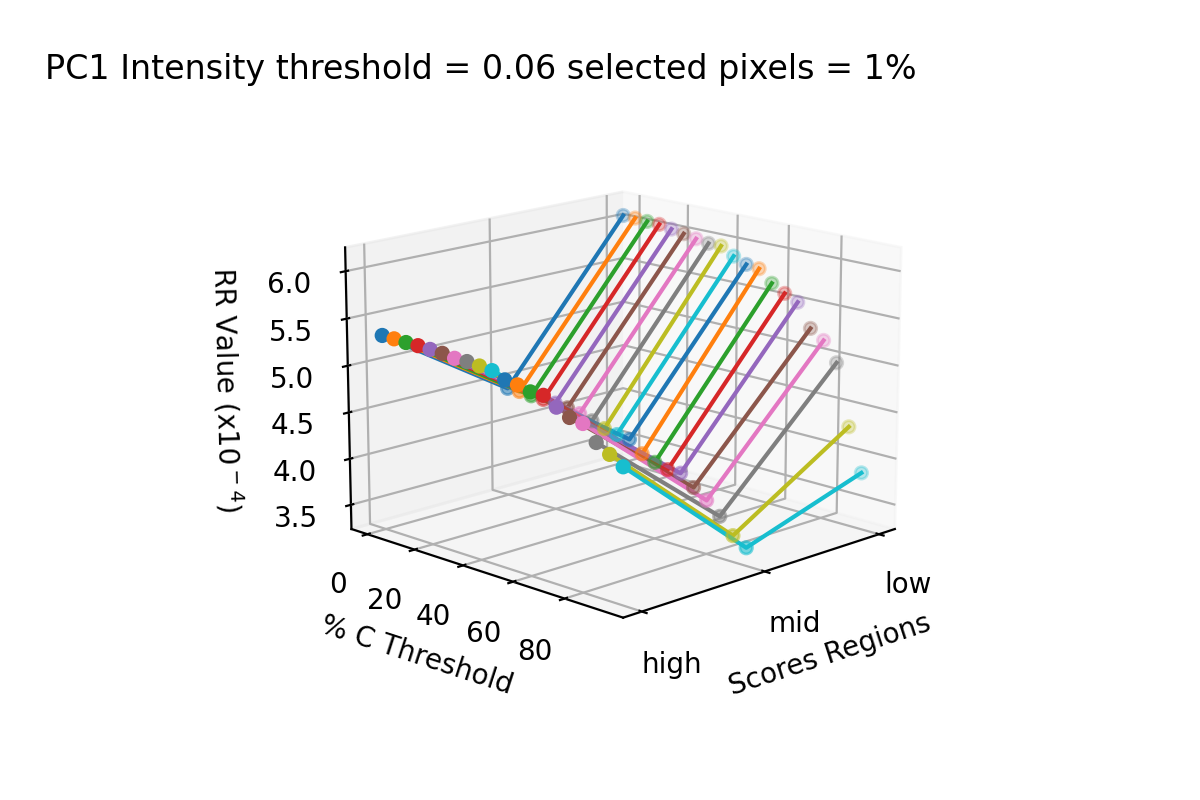 PC1 Intensity threshold = 0.06 selected pixels = 1%
RR Value (x10⁻⁴)
6.0
5.5
5.0
4.5
4.0
3.5
0
20
40
60
80
% C Threshold
high
mid
low
Scores Regions